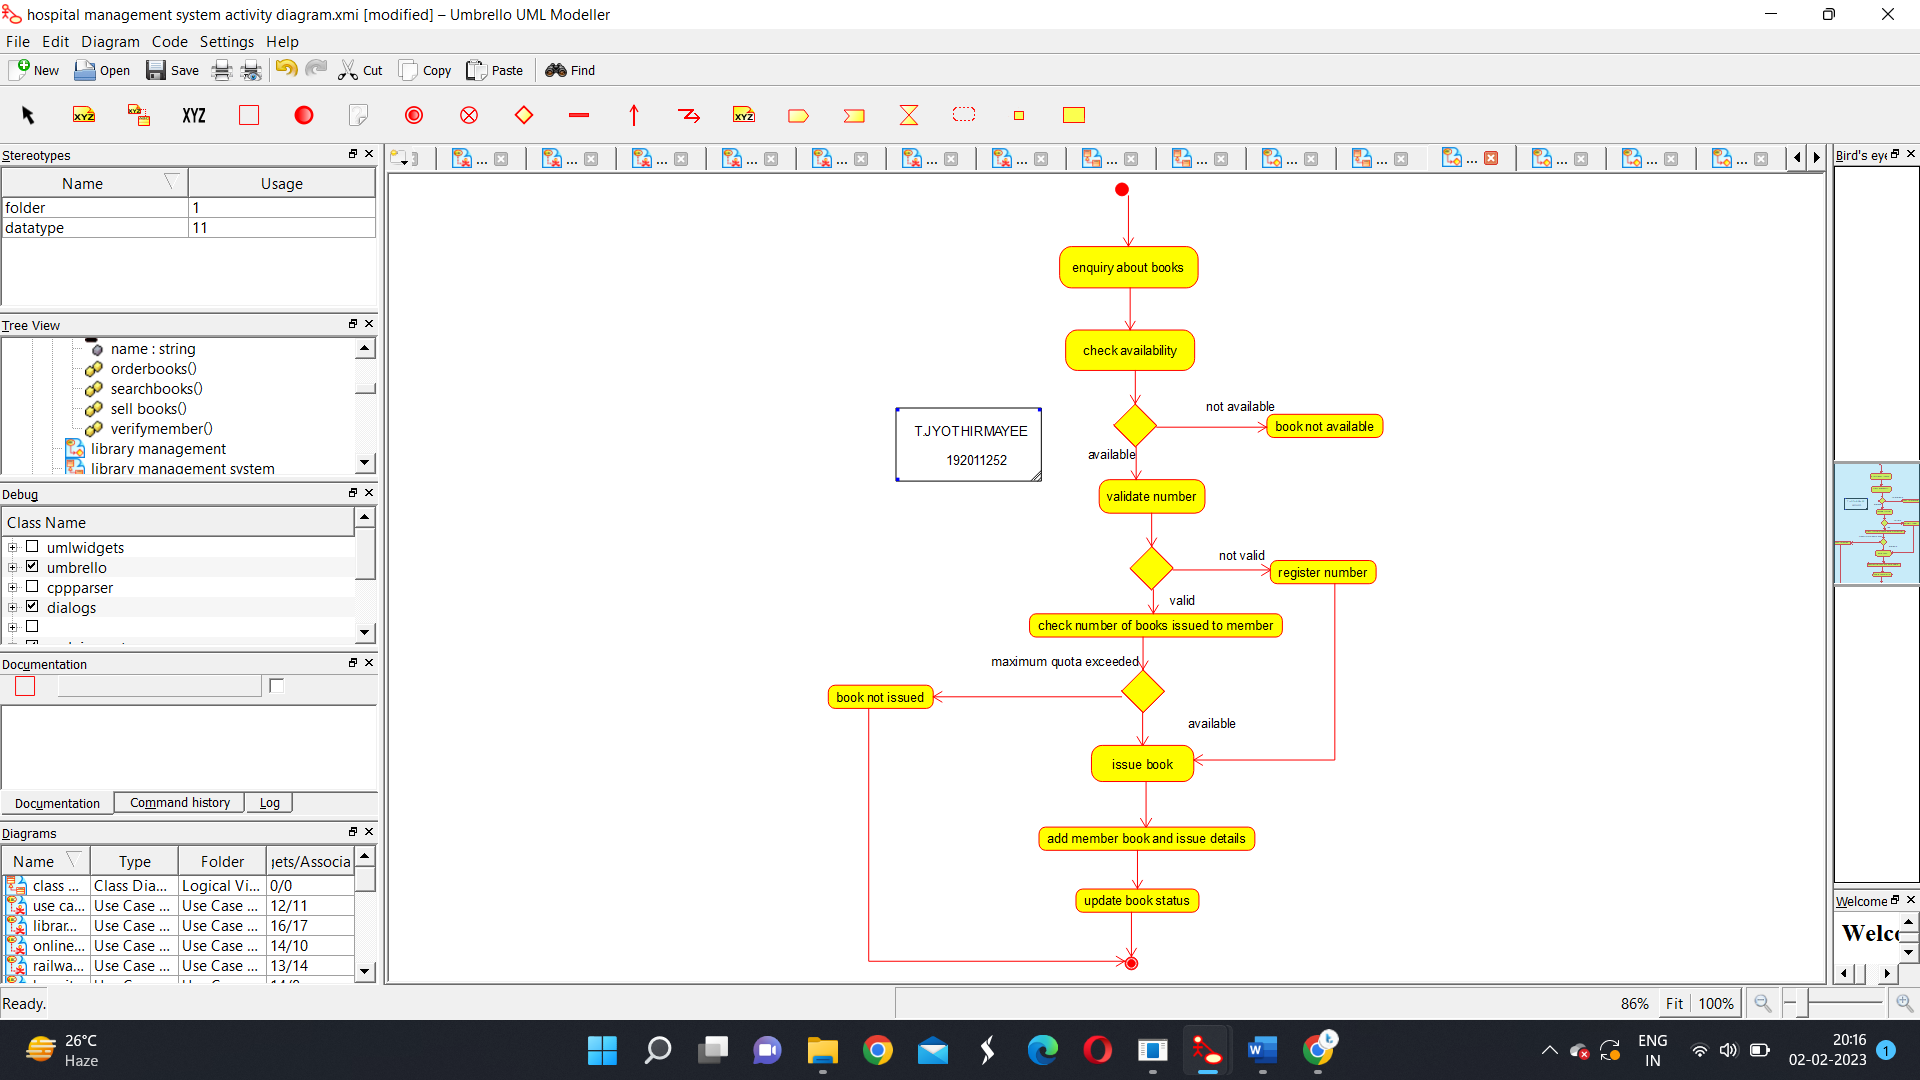 hospital management system activity diagram.xmi [modified] – Umbrello UML Modeller
File Edit Diagram Code Settings Help
New Open Save Cut Copy Paste Find
XYZ XYZ XYZ XYZ
... ... ... ... ... ... ... ... ... ... ... ... ... ... ...
Stereotypes
Name Usage
folder 1
datatype 11
Tree View
name : string
orderbooks()
searchbooks()
sell books()
verifymember()
library management
library management system
Debug
Class Name
umlwidgets
umbrello
cppparser
dialogs
Documentation
Documentation Command history Log
Diagrams
Name Type Folder jets/Associa
class ... Class Dia... Logical Vi... 0/0
use ca... Use Case ... Use Case ... 12/11
librar... Use Case ... Use Case ... 16/17
online... Use Case ... Use Case ... 14/10
railwa... Use Case ... Use Case ... 13/14
enquiry about books
check availability
not available
book not available
T.JYOTHIRMAYEE
192011252
available
validate number
not valid
register number
valid
check number of books issued to member
maximum quota exceeded
book not issued
available
issue book
add member book and issue details
update book status
Bird's eye
Welcome
Welco
Ready.
86% Fit 100%
26°C
Haze
ENG
IN
20:16
02-02-2023
1